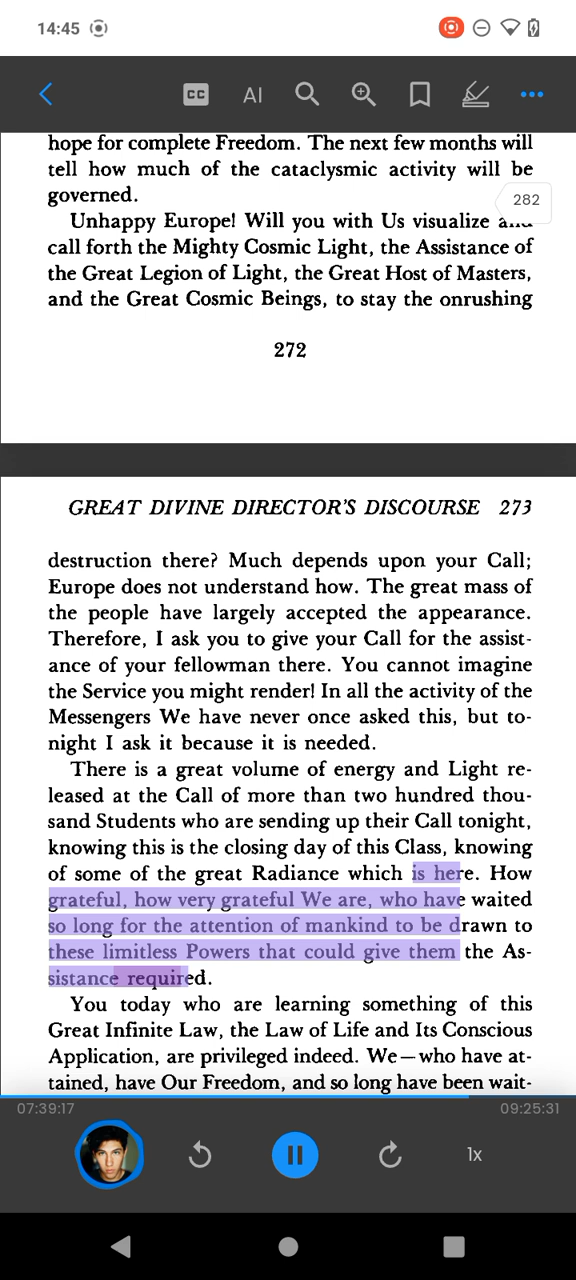 14:45
CC AI
hope for complete Freedom. The next few months will
tell how much of the cataclysmic activity will be
governed.
282
Unhappy Europe! Will you with Us visualize and
call forth the Mighty Cosmic Light, the Assistance of
the Great Legion of Light, the Great Host of Masters,
and the Great Cosmic Beings, to stay the onrushing
272
GREAT DIVINE DIRECTOR'S DISCOURSE 273
destruction there? Much depends upon your Call;
Europe does not understand how. The great mass of
the people have largely accepted the appearance.
Therefore, I ask you to give your Call for the assist-
ance of your fellowman there. You cannot imagine
the Service you might render! In all the activity of the
Messengers We have never once asked this, but to-
night I ask it because it is needed.
There is a great volume of energy and Light re-
leased at the Call of more than two hundred thou-
sand Students who are sending up their Call tonight,
knowing this is the closing day of this Class, knowing
of some of the great Radiance which is here. How
grateful, how very grateful We are, who have waited
so long for the attention of mankind to be drawn to
these limitless Powers that could give them the As-
sistance required.
You today who are learning something of this
Great Infinite Law, the Law of Life and Its Conscious
Application, are privileged indeed. We—who have at-
tained, have Our Freedom, and so long have been wait-
07:39:17 09:25:31
1x